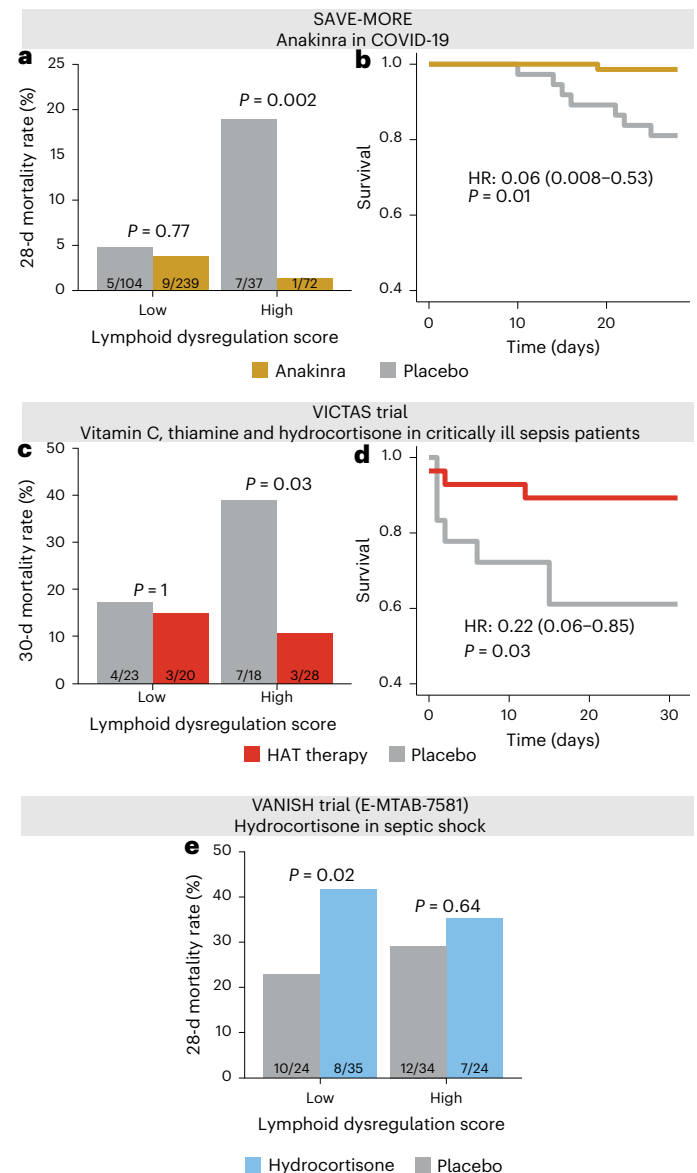 SAVE-MORE
Anakinra in COVID-19
a
28-d mortality rate (%)
25
20
15
10
5
0
P = 0.77
P = 0.002
5/104 9/239 7/37 1/72
Low High
Lymphoid dysregulation score
b
Survival
1.0
0.8
0.6
0.4
HR: 0.06 (0.008–0.53)
P = 0.01
0 10 20
Time (days)
Anakinra Placebo
VICTAS trial
Vitamin C, thiamine and hydrocortisone in critically ill sepsis patients
c
30-d mortality rate (%)
50
40
30
20
10
0
P = 1
P = 0.03
4/23 3/20 7/18 3/28
Low High
Lymphoid dysregulation score
d
Survival
1.0
0.8
0.6
0.4
HR: 0.22 (0.06–0.85)
P = 0.03
0 10 20 30
Time (days)
HAT therapy Placebo
VANISH trial (E-MTAB-7581)
Hydrocortisone in septic shock
e
28-d mortality rate (%)
50
40
30
20
10
0
P = 0.02
P = 0.64
10/24 8/35 12/34 7/24
Low High
Lymphoid dysregulation score
Hydrocortisone Placebo